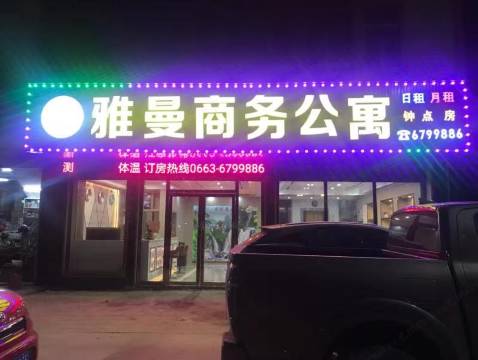 雅曼商务公寓
日租 月租
钟点房
☎6799886
测 体温 订房热线0663-6799886